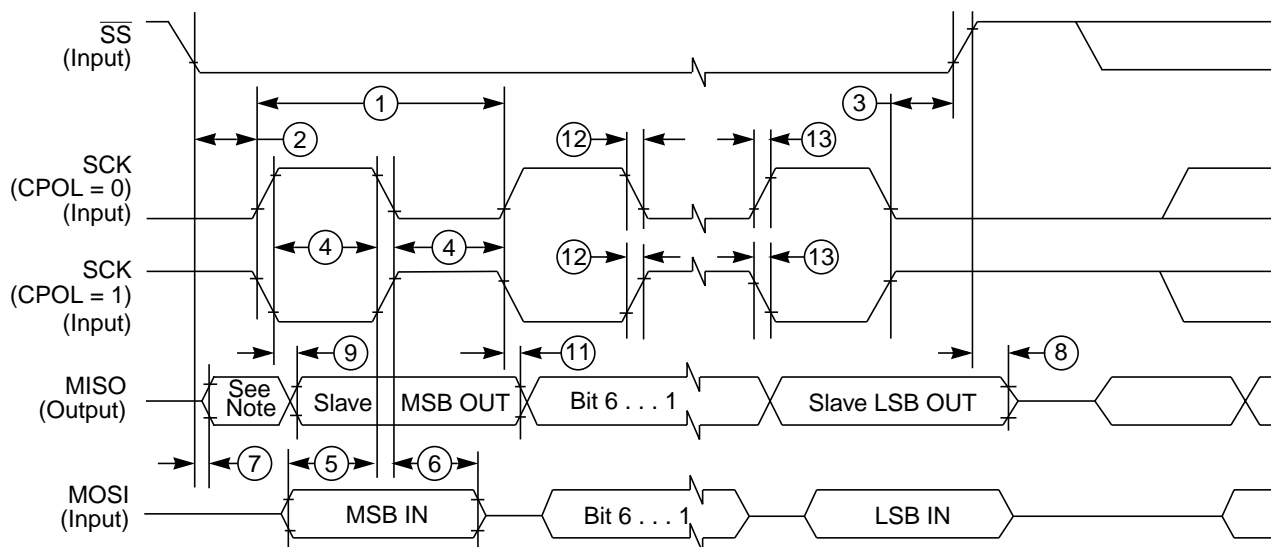 SS
(Input)
1
3
2
12
13
SCK
(CPOL = 0)
(Input)
4
4
SCK
(CPOL = 1)
(Input)
12
13
9
11
8
MISO
(Output)
See
Note
Slave
MSB OUT
Bit 6 . . . 1
Slave LSB OUT
7
5
6
MOSI
(Input)
MSB IN
Bit 6 . . . 1
LSB IN